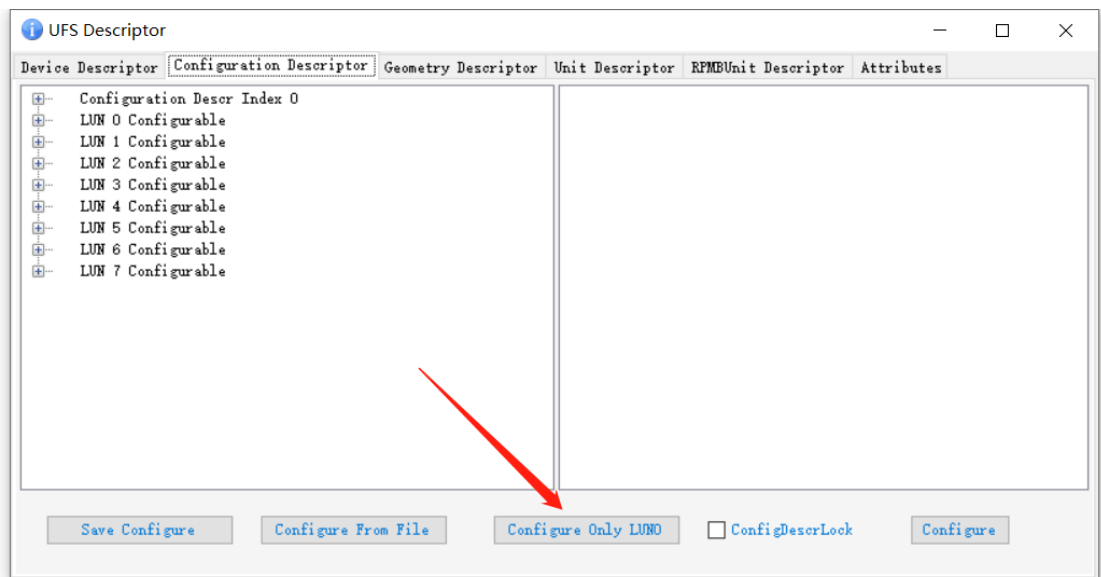 UFS Descriptor
Device Descriptor Configuration Descriptor Geometry Descriptor Unit Descriptor RPMBUnit Descriptor Attributes
Configuration Descr Index 0
LUN 0 Configurable
LUN 1 Configurable
LUN 2 Configurable
LUN 3 Configurable
LUN 4 Configurable
LUN 5 Configurable
LUN 6 Configurable
LUN 7 Configurable
Save Configure Configure From File Configure Only LUN0 ConfigDescrLock Configure